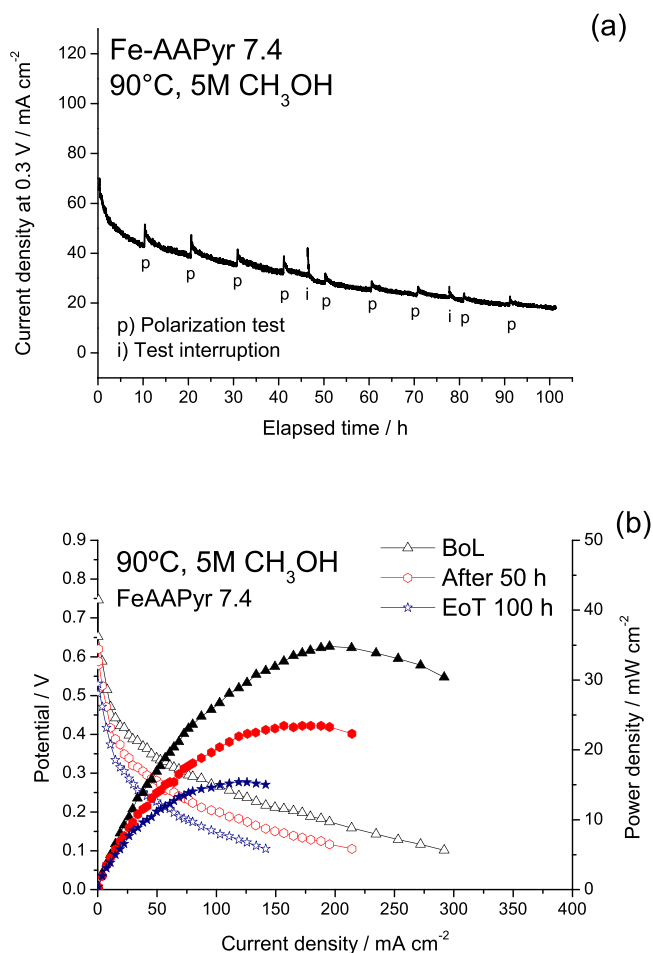 (a)
Fe-AAPyr 7.4
90°C, 5M CH3OH
Current density at 0.3 V / mA cm-2
120
100
80
60
40
20
0
p
p
p
p
i
p
p
p
i
p
p
p) Polarization test
i) Test interruption
0 10 20 30 40 50 60 70 80 90 100
Elapsed time / h
(b)
90ºC, 5M CH3OH
FeAAPyr 7.4
BoL
After 50 h
EoT 100 h
Potential / V
0.9
0.8
0.7
0.6
0.5
0.4
0.3
0.2
0.1
0.0
50
40
30
20
10
0
Power density / mW cm-2
0 50 100 150 200 250 300 350 400
Current density / mA cm-2